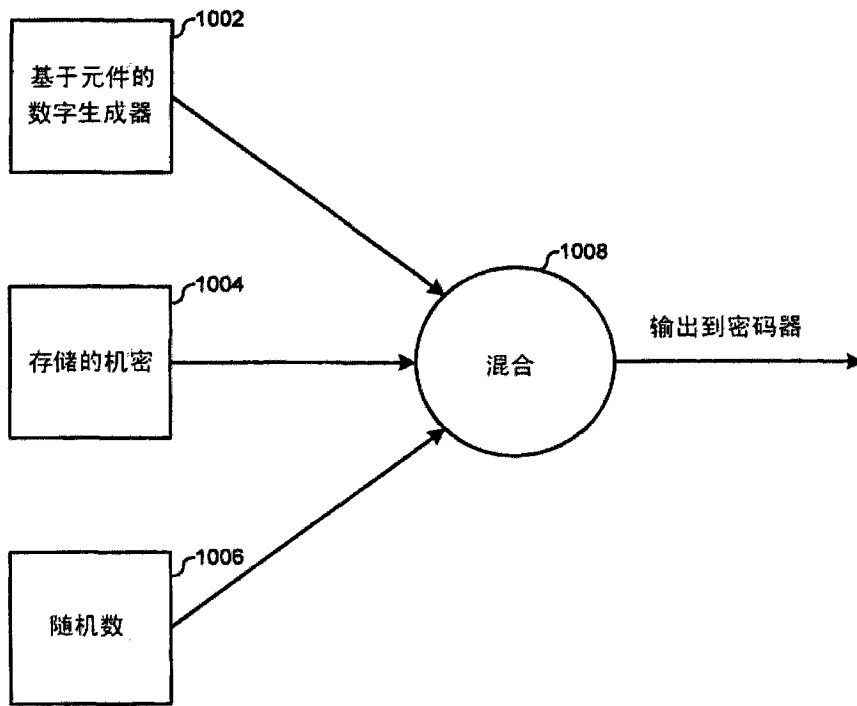 1002
基于元件的
数字生成器
1004
存储的机密
1006
随机数
1008
混合
输出到密码器